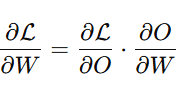 ∂ℒ/∂W = ∂ℒ/∂O · ∂O/∂W